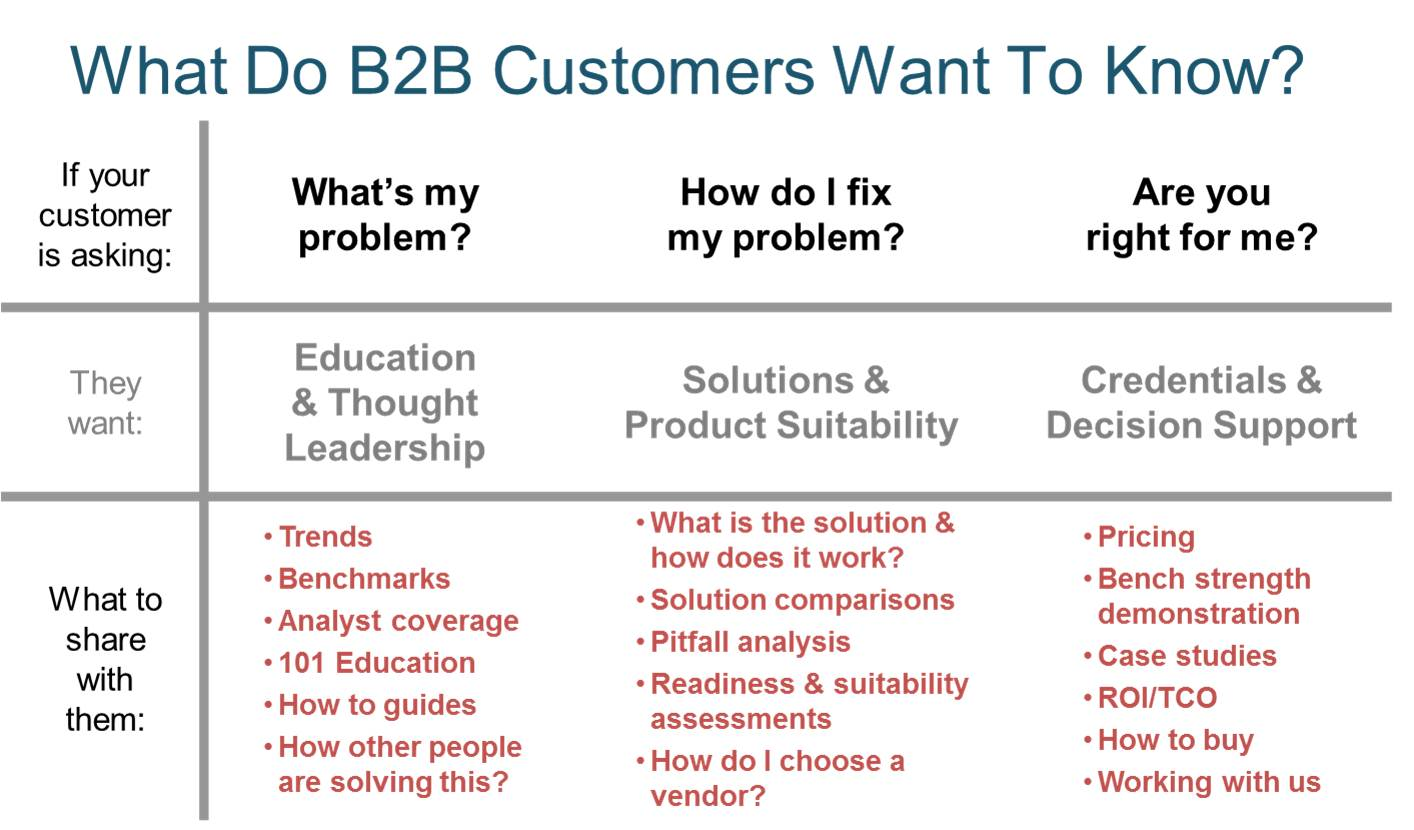 What Do B2B Customers Want To Know?
If your
customer
is asking:
What's my
problem?
How do I fix
my problem?
Are you
right for me?
They
want:
Education
& Thought
Leadership
Solutions &
Product Suitability
Credentials &
Decision Support
What to
share
with
them:
• Trends
• Benchmarks
• Analyst coverage
• 101 Education
• How to guides
• How other people
are solving this?
• What is the solution &
how does it work?
• Solution comparisons
• Pitfall analysis
• Readiness & suitability
assessments
• How do I choose a
vendor?
• Pricing
• Bench strength
demonstration
• Case studies
• ROI/TCO
• How to buy
• Working with us